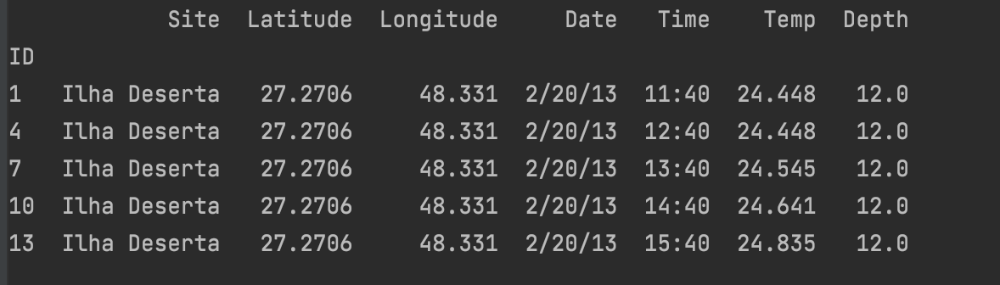 Site Latitude Longitude Date Time Temp Depth
ID
1 Ilha Deserta 27.2706 48.331 2/20/13 11:40 24.448 12.0
4 Ilha Deserta 27.2706 48.331 2/20/13 12:40 24.448 12.0
7 Ilha Deserta 27.2706 48.331 2/20/13 13:40 24.545 12.0
10 Ilha Deserta 27.2706 48.331 2/20/13 14:40 24.641 12.0
13 Ilha Deserta 27.2706 48.331 2/20/13 15:40 24.835 12.0